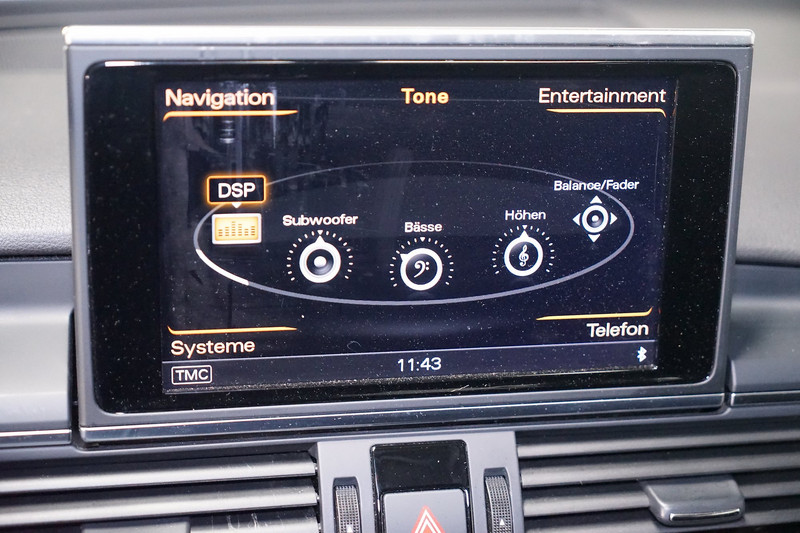 Navigation
Tone
Entertainment
DSP
Subwoofer
Bässe
Höhen
Balance/Fader
Systeme
Telefon
TMC
11:43